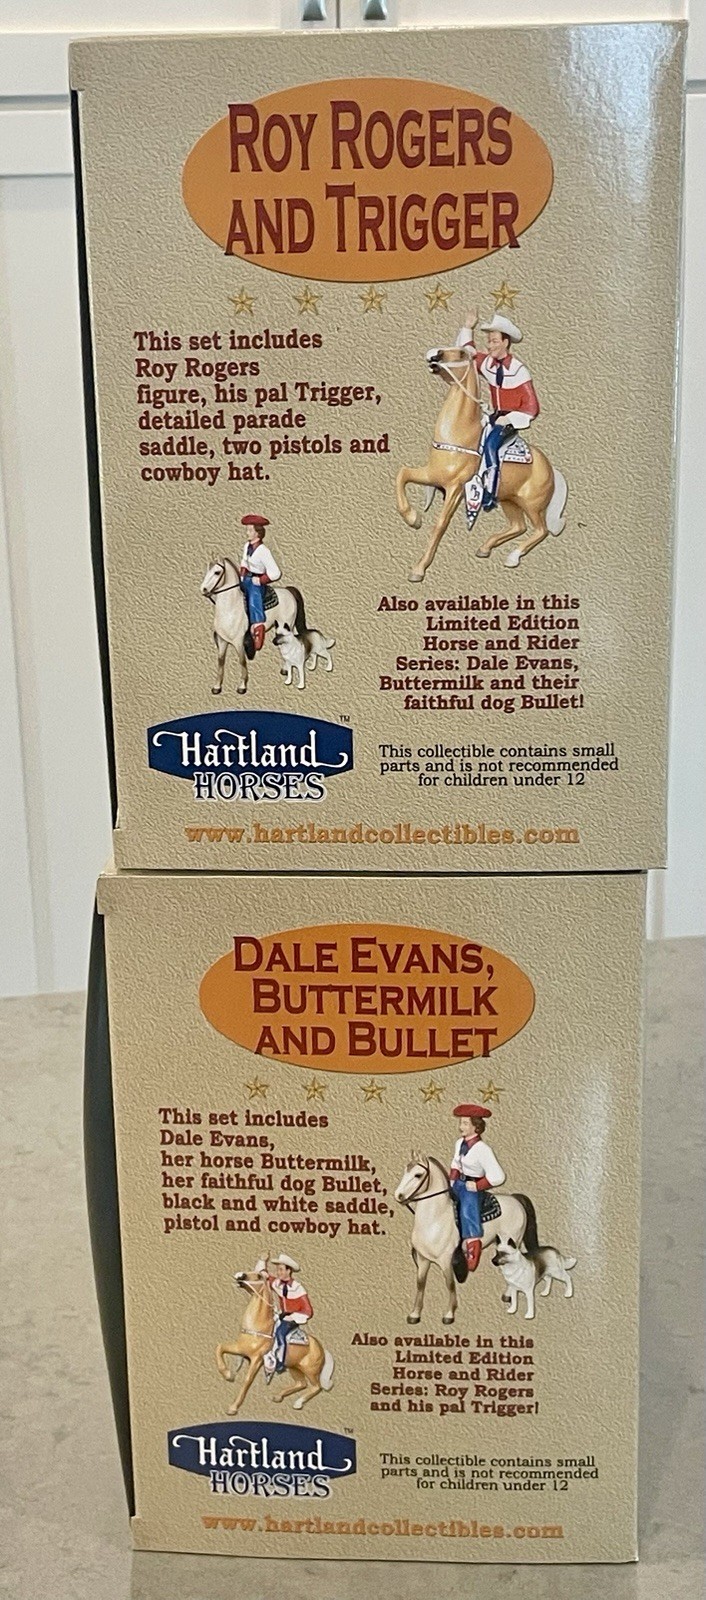 ROY ROGERS
AND TRIGGER
This set includes
Roy Rogers
figure, his pal Trigger,
detailed parade
saddle, two pistols and
cowboy hat.
Also available in this
Limited Edition
Horse and Rider
Series: Dale Evans,
Buttermilk and their
faithful dog Bullet!
Hartland™
HORSES
This collectible contains small
parts and is not recommended
for children under 12
www.hartlandcollectibles.com
DALE EVANS,
BUTTERMILK
AND BULLET
This set includes
Dale Evans,
her horse Buttermilk,
her faithful dog Bullet,
black and white saddle,
pistol and cowboy hat.
Also available in this
Limited Edition
Horse and Rider
Series: Roy Rogers
and his pal Trigger!
Hartland™
HORSES
This collectible contains small
parts and is not recommended
for children under 12
www.hartlandcollectibles.com